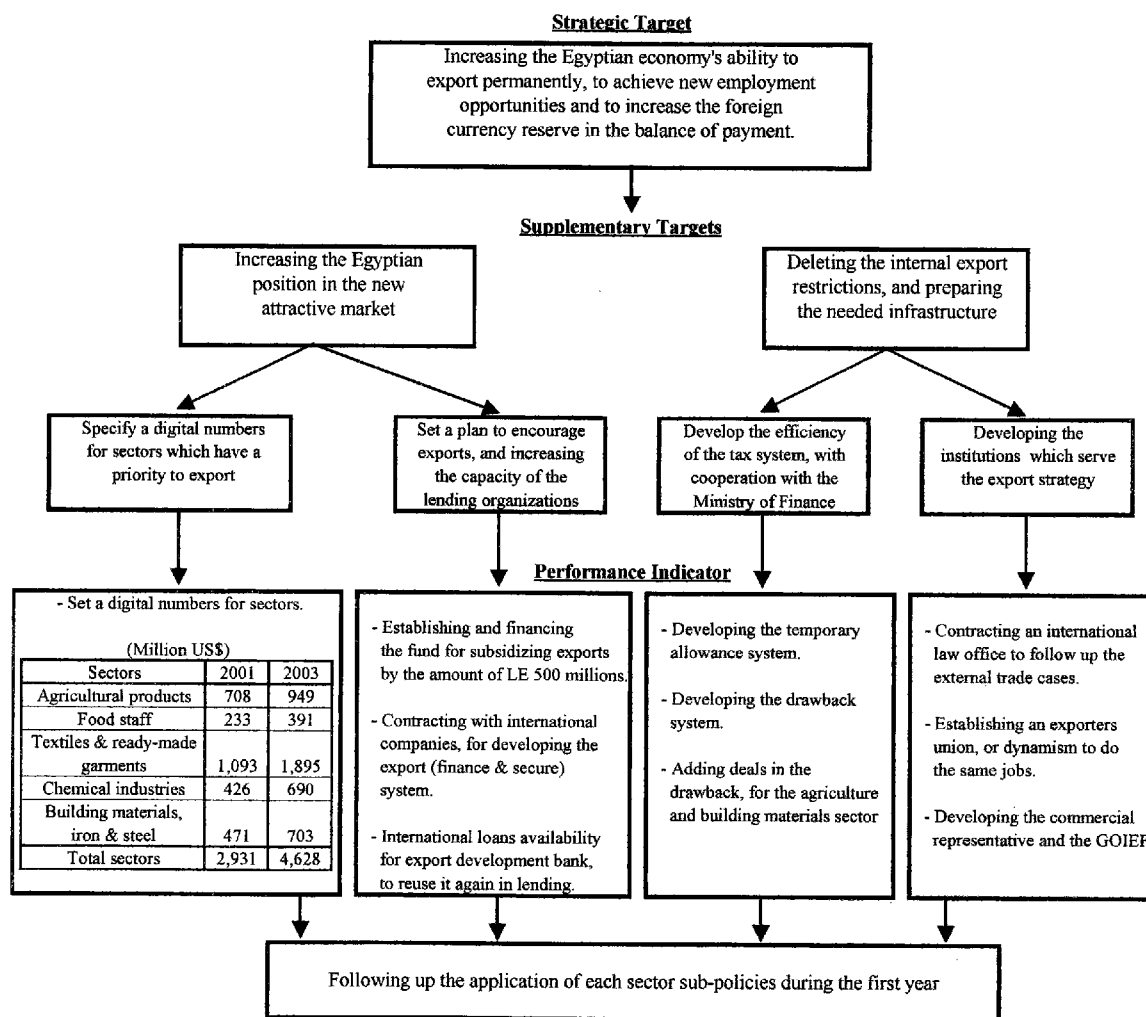 Strategic Target
Increasing the Egyptian economy's ability to
export permanently, to achieve new employment
opportunities and to increase the foreign
currency reserve in the balance of payment.
Supplementary Targets
Increasing the Egyptian
position in the new
attractive market
Deleting the internal export
restrictions, and preparing
the needed infrastructure
Specify a digital numbers
for sectors which have a
priority to export
Set a plan to encourage
exports, and increasing
the capacity of the
lending organizations
Develop the efficiency
of the tax system, with
cooperation with the
Ministry of Finance
Developing the
institutions which serve
the export strategy
Performance Indicator
- Set a digital numbers for sectors.
(Million US$)
Sectors 2001 2003
Agricultural products 708 949
Food staff 233 391
Textiles & ready-made
garments 1,093 1,895
Chemical industries 426 690
Building materials,
iron & steel 471 703
Total sectors 2,931 4,628
- Establishing and financing
the fund for subsidizing exports
by the amount of LE 500 millions.
- Contracting with international
companies, for developing the
export (finance & secure)
system.
- International loans availability
for export development bank,
to reuse it again in lending.
- Developing the temporary
allowance system.
- Developing the drawback
system.
- Adding deals in the
drawback, for the agriculture
and building materials sector
- Contracting an international
law office to follow up the
external trade cases.
- Establishing an exporters
union, or dynamism to do
the same jobs.
- Developing the commercial
representative and the GOIEF
Following up the application of each sector sub-policies during the first year